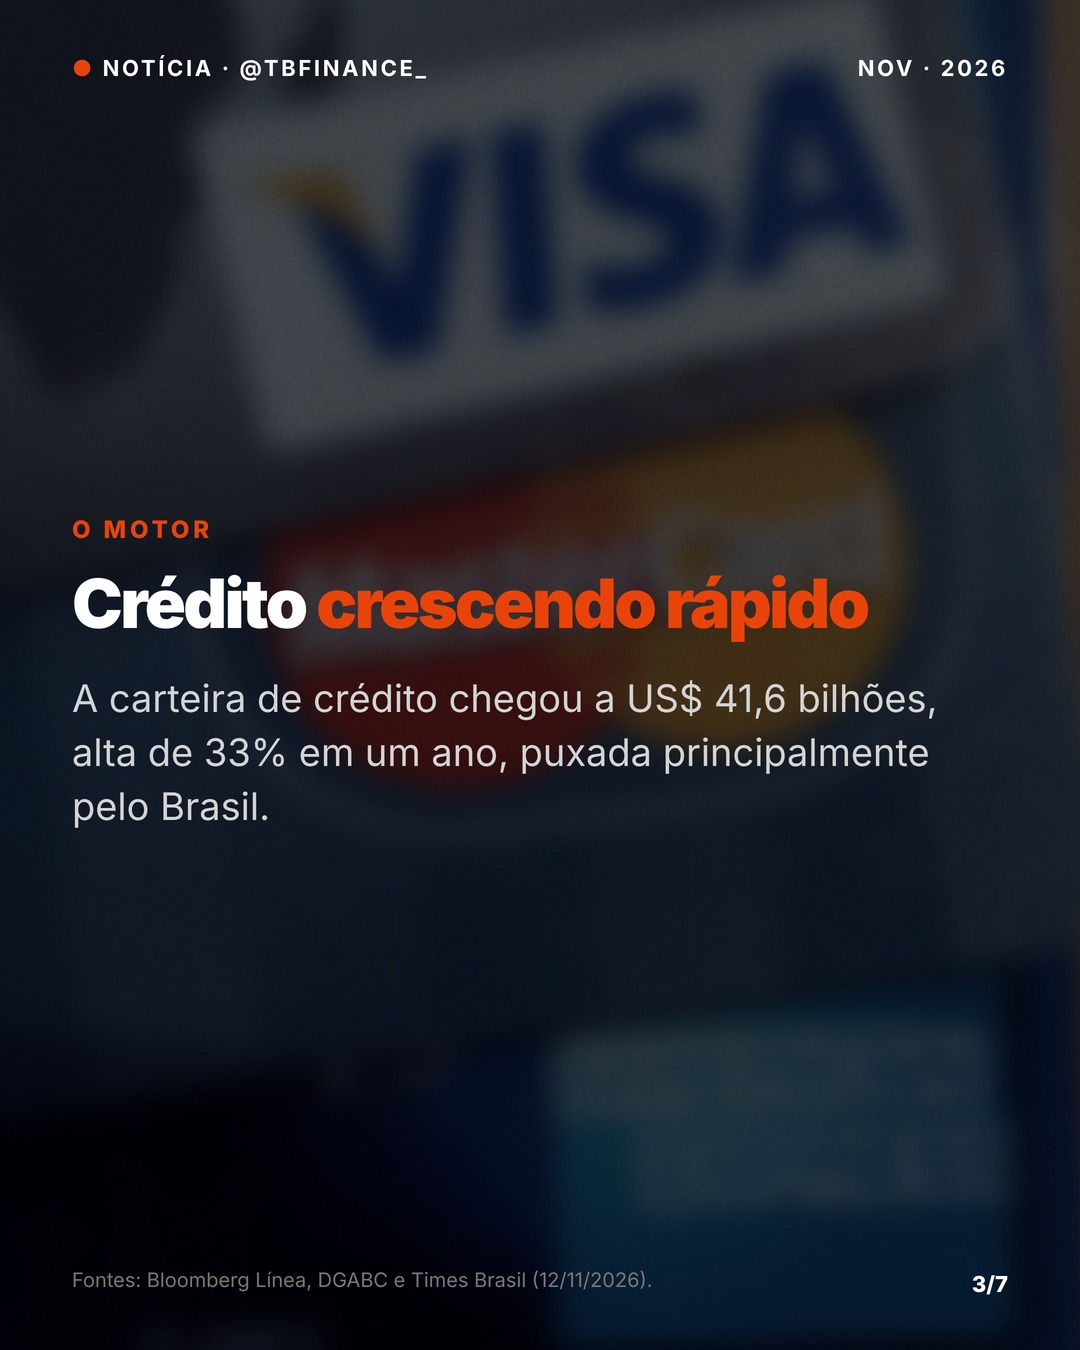 NOTÍCIA · @TBFINANCE_
NOV · 2026
VISA
MasterCard
O MOTOR
Crédito crescendo rápido
A carteira de crédito chegou a US$ 41,6 bilhões,
alta de 33% em um ano, puxada principalmente
pelo Brasil.
Fontes: Bloomberg Línea, DGABC e Times Brasil (12/11/2026).
3/7